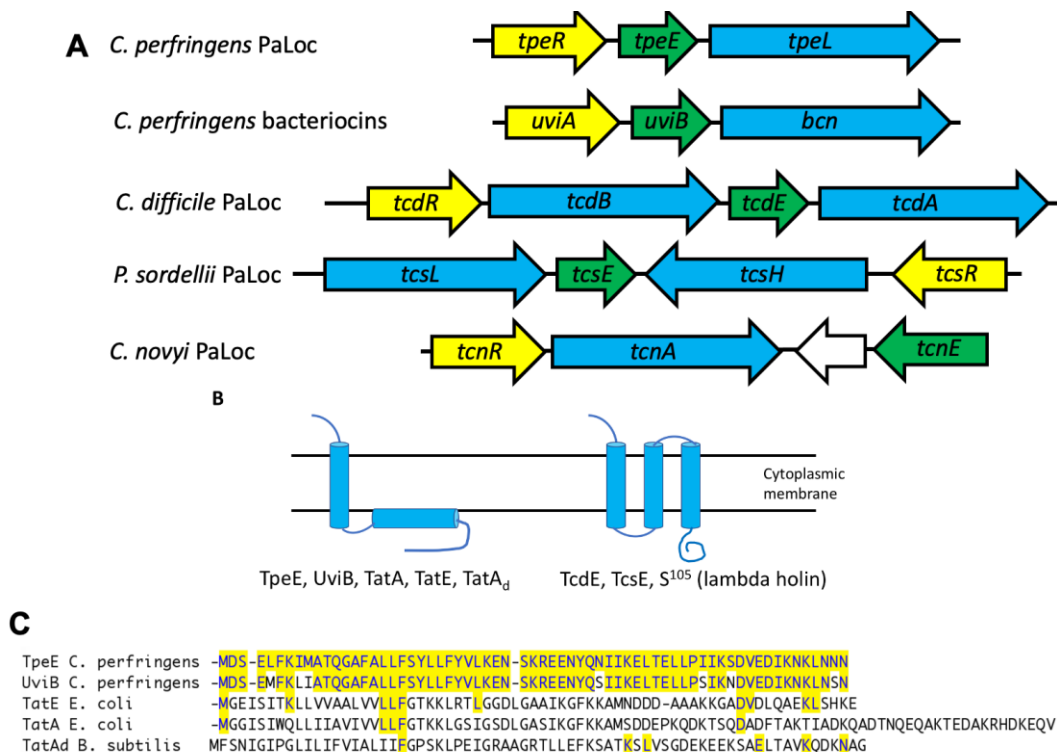 A
C. perfringens PaLoc
tpeR tpeE tpeL
C. perfringens bacteriocins
uviA uviB bcn
C. difficile PaLoc
tcdR tcdB tcdE tcdA
P. sordellii PaLoc
tcsL tcsE tcsH tcsR
C. novyi PaLoc
tcnR tcnA tcnE
B
Cytoplasmic
membrane
TpeE, UviB, TatA, TatE, TatAd
TcdE, TcsE, S105 (lambda holin)
C
TpeE C. perfringens -MDS-ELFKIMATQGAFALLFSYLLFYVLKEN-SKREENYQNIIKELTELLPIIKSDVEDIKNKLNNN
UviB C. perfringens -MDS-EMFKLIATQGAFALLFSYLLFYVLKEN-SKREENYQSIIKELTELLPSIKNDVEDIKNKLNSN
TatE E. coli -MGEISITKLLVVAALVVLLFGTKKLRTLGGDLGAAIKGFKKAMNDDD-AAAKKGADVDLQAEKLSHKE
TatA E. coli -MGGISIWQLLIIAVIVVLLFGTKKLGSIGSDLGASIKGFKKAMSDDEPKQDKTSQDADFTAKTIADKQADTNQEQAKTEDAKRHDKEQV
TatAd B. subtilis MFSNIGIPGLILIFVIALIIFGPSKLPEIGRAAGRTLLEFKSATKSLVSGDEKEEKSAELTAVKQDKNAG